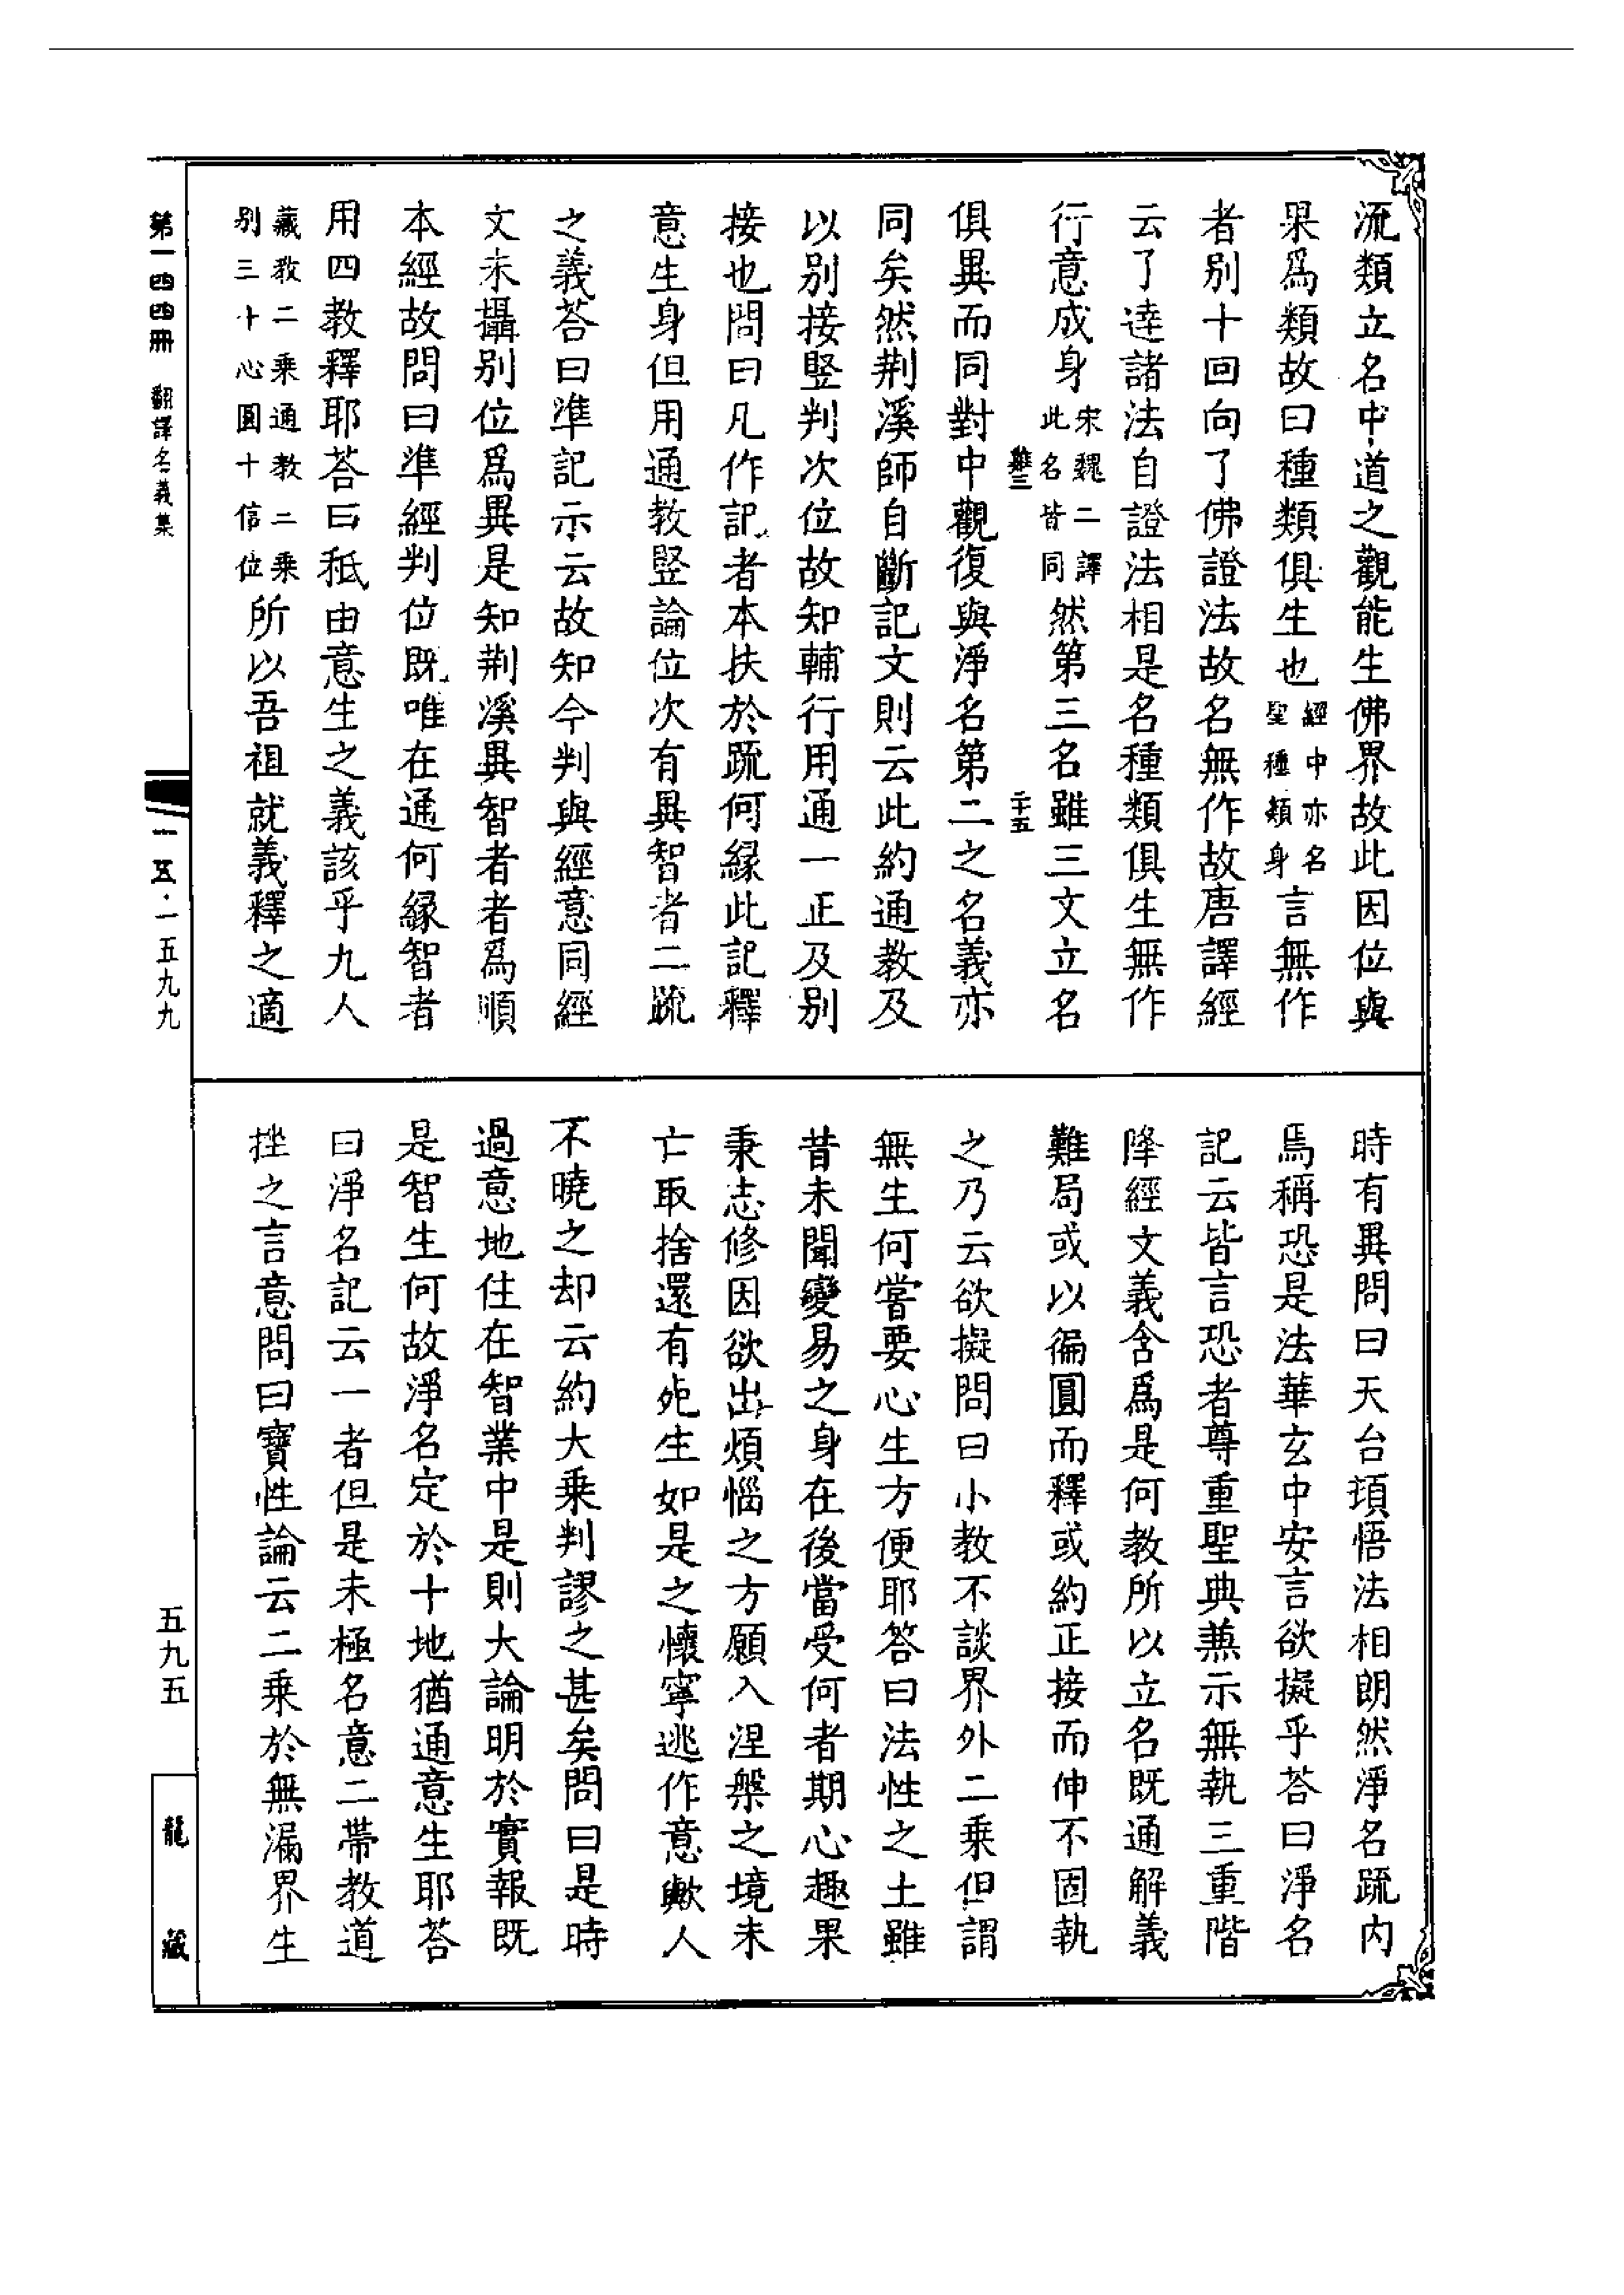 流類立名中道之觀能生佛界故此因位與
果爲類故曰種類俱生也經中亦名聖種類身言無作
者別十回向了佛證法故名無作故唐譯經
云了達諸法自證法相是名種類俱生無作
行意成身宋魏二譯此名皆同然第三名雖三文立名
二十五
俱異而同對中觀復與淨名第二之名義亦
同矣然荆溪師自斷記文則云此約通教及
以別接竪判次位故知輔行用通一正及別
接也問曰凡作記者本扶於䟽何緣此記釋
意生身但用通教竪論位次有異智者二䟽
之義荅曰準記示云故知今判與經意同經
文未攝別位爲異是知荆溪異智者者爲順
本經故問曰準經判位既唯在通何緣智者
用四教釋耶荅曰秪由意生之義該乎九人
藏教二乘通教二乘別三十心圓十信位所以吾祖就義釋之適
時有異問曰天台頊悟法相朗然淨名䟽内
焉稱恐是法華玄中安言欲擬乎荅曰淨名
記云皆言恐者尊重聖典兼示無執三重階
降經文義含爲是何教所以立名既通解義
難局或以徧圓而釋或約正接而伸不固執
之乃云欲擬問曰小教不談界外二乘但謂
無生何嘗要心生方便耶答曰法性之土雖
昔未聞變易之身在後當受何者期心趣果
秉志修因欲出煩惱之方願入涅槃之境未
亡取捨還有死生如是之懷寧逃作意歟人
不曉之却云約大乘判謬之甚矣問曰是時
過意地住在智業中是則大論明於實報既
是智生何故淨名定於十地猶通意生耶荅
曰淨名記云一者但是未極名意二帶教道
挫之言意問曰寶性論云二乘於無漏界生
第一四四冊 翻譯名義集
一五·一五九九
五九五
龍藏